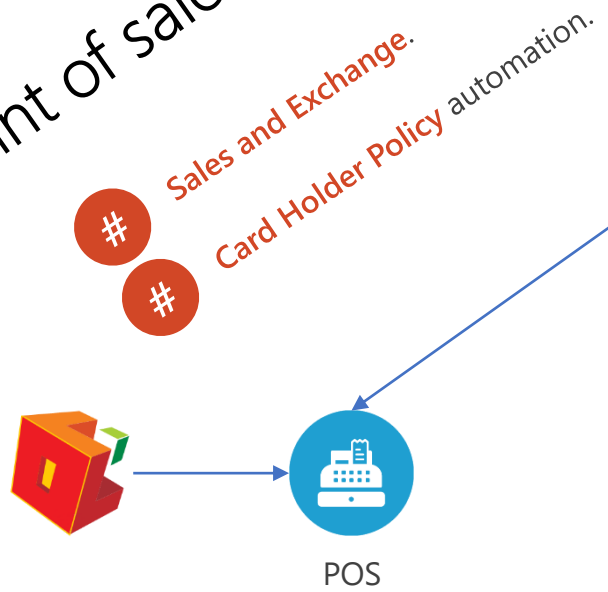 nt of sale
# Sales and Exchange.
# Card Holder Policy automation.
POS